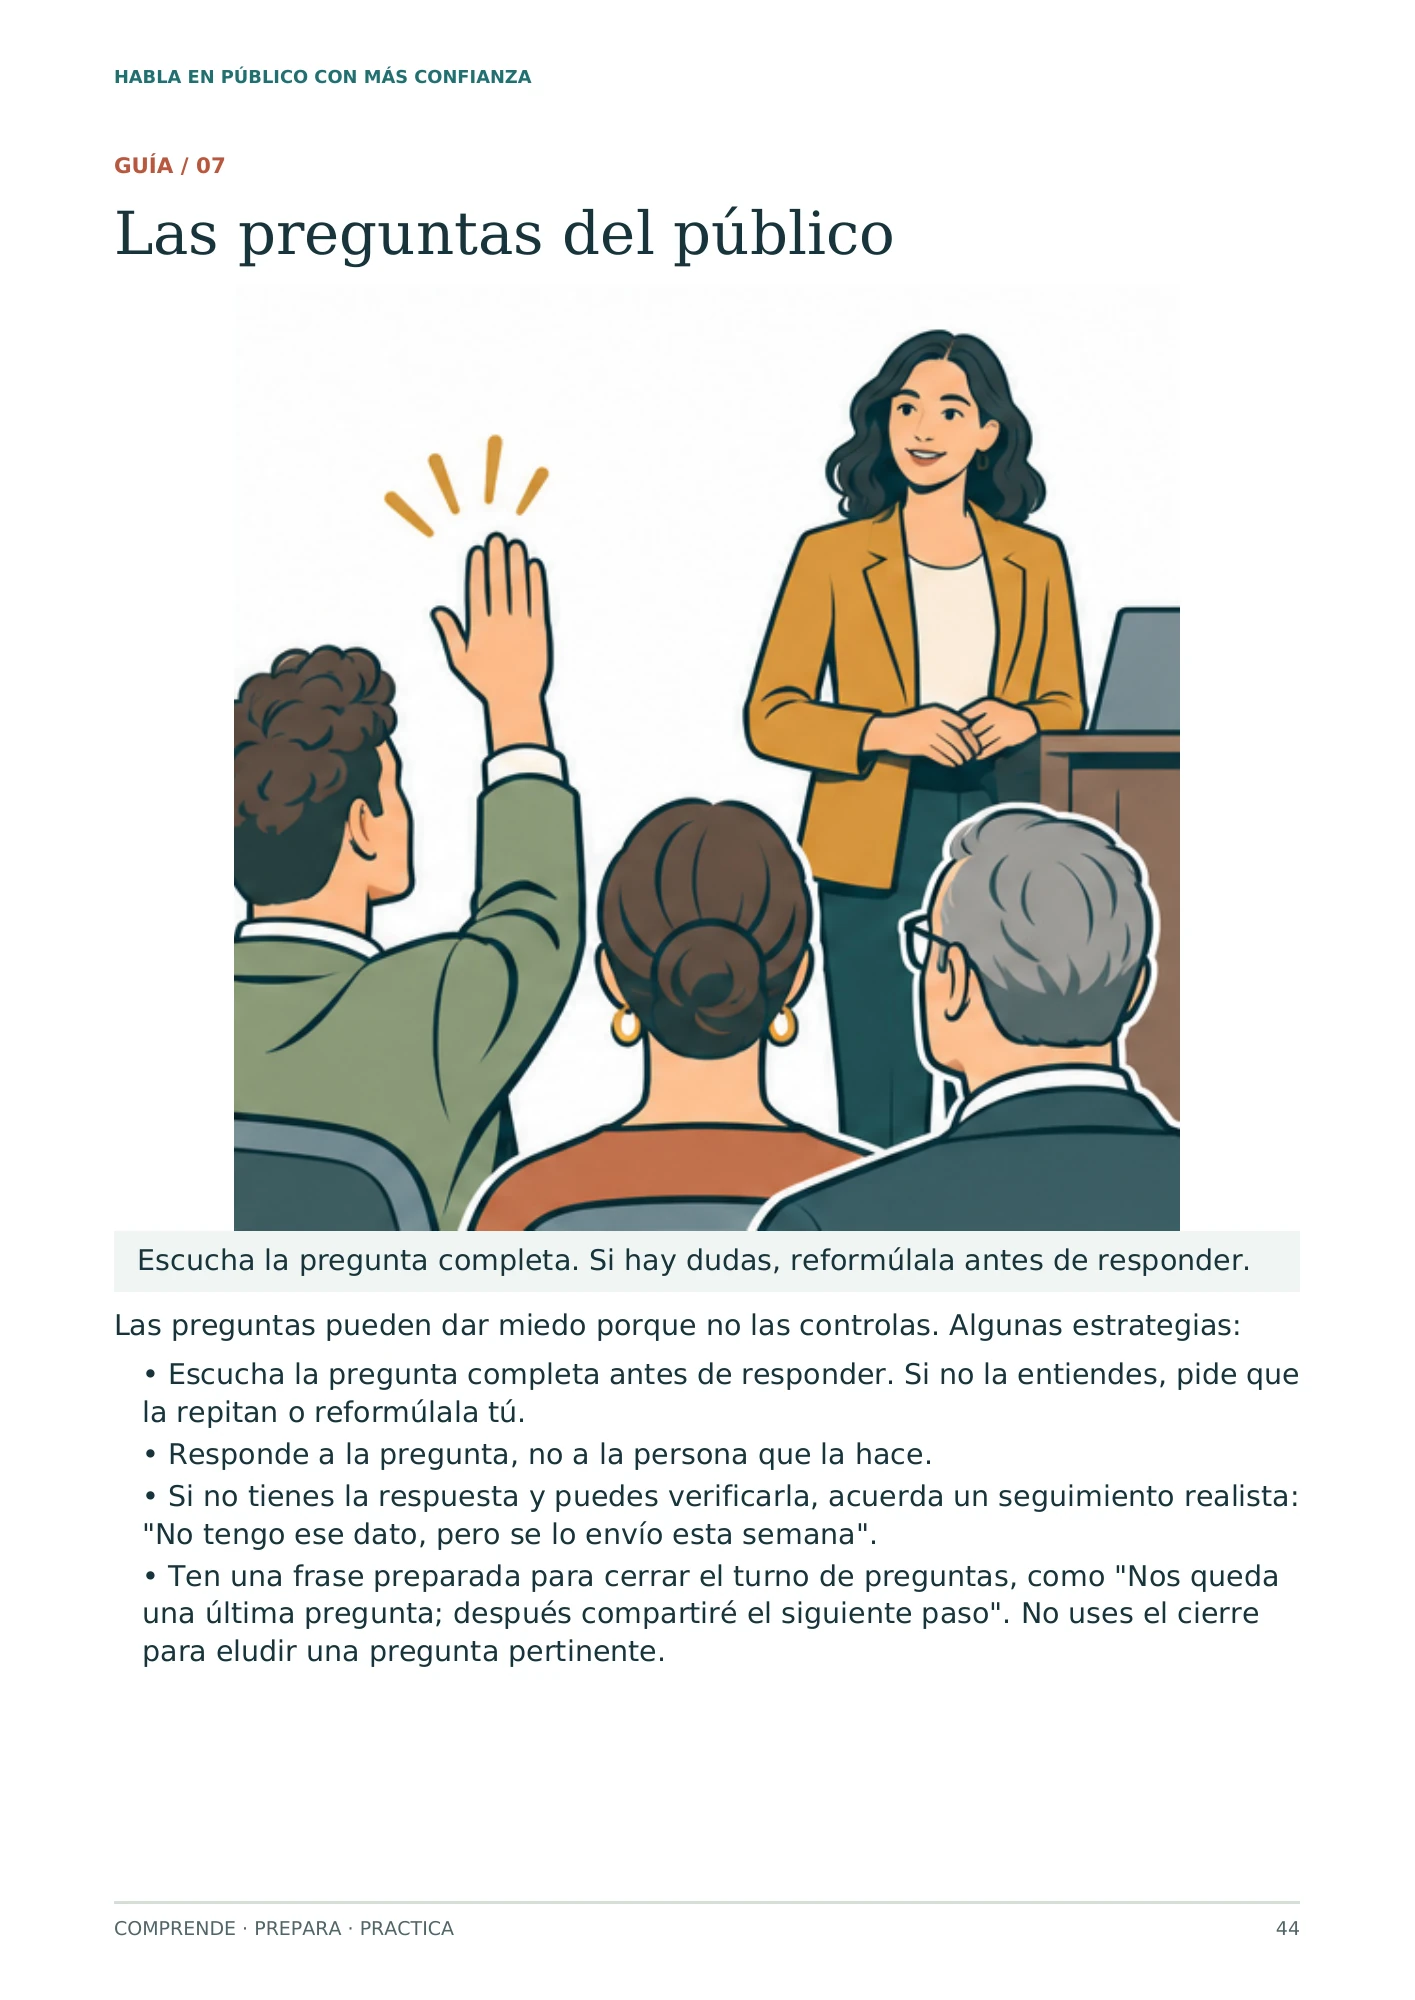 HABLA EN PÚBLICO CON MÁS CONFIANZA
GUÍA / 07
Las preguntas del público
Escucha la pregunta completa. Si hay dudas, reformúlala antes de responder.
Las preguntas pueden dar miedo porque no las controlas. Algunas estrategias:
• Escucha la pregunta completa antes de responder. Si no la entiendes, pide que
la repitan o reformúlala tú.
• Responde a la pregunta, no a la persona que la hace.
• Si no tienes la respuesta y puedes verificarla, acuerda un seguimiento realista:
"No tengo ese dato, pero se lo envío esta semana".
• Ten una frase preparada para cerrar el turno de preguntas, como "Nos queda
una última pregunta; después compartiré el siguiente paso". No uses el cierre
para eludir una pregunta pertinente.
COMPRENDE · PREPARA · PRACTICA
44